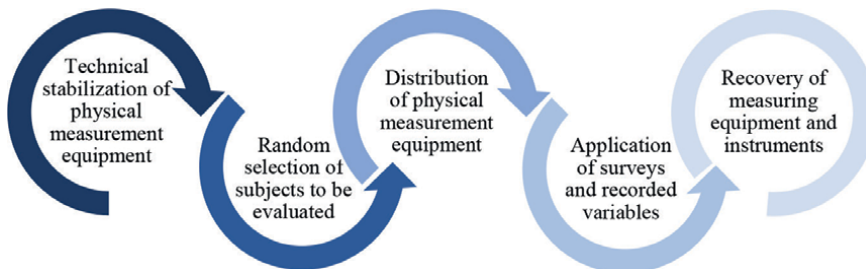 Technical
stabilization of
physical
measurement
equipment
Random
selection of
subjects to be
evaluated
Distribution
of physical
measurement
equipment
Application
of surveys
and recorded
variables
Recovery of
measuring
equipment and
instruments